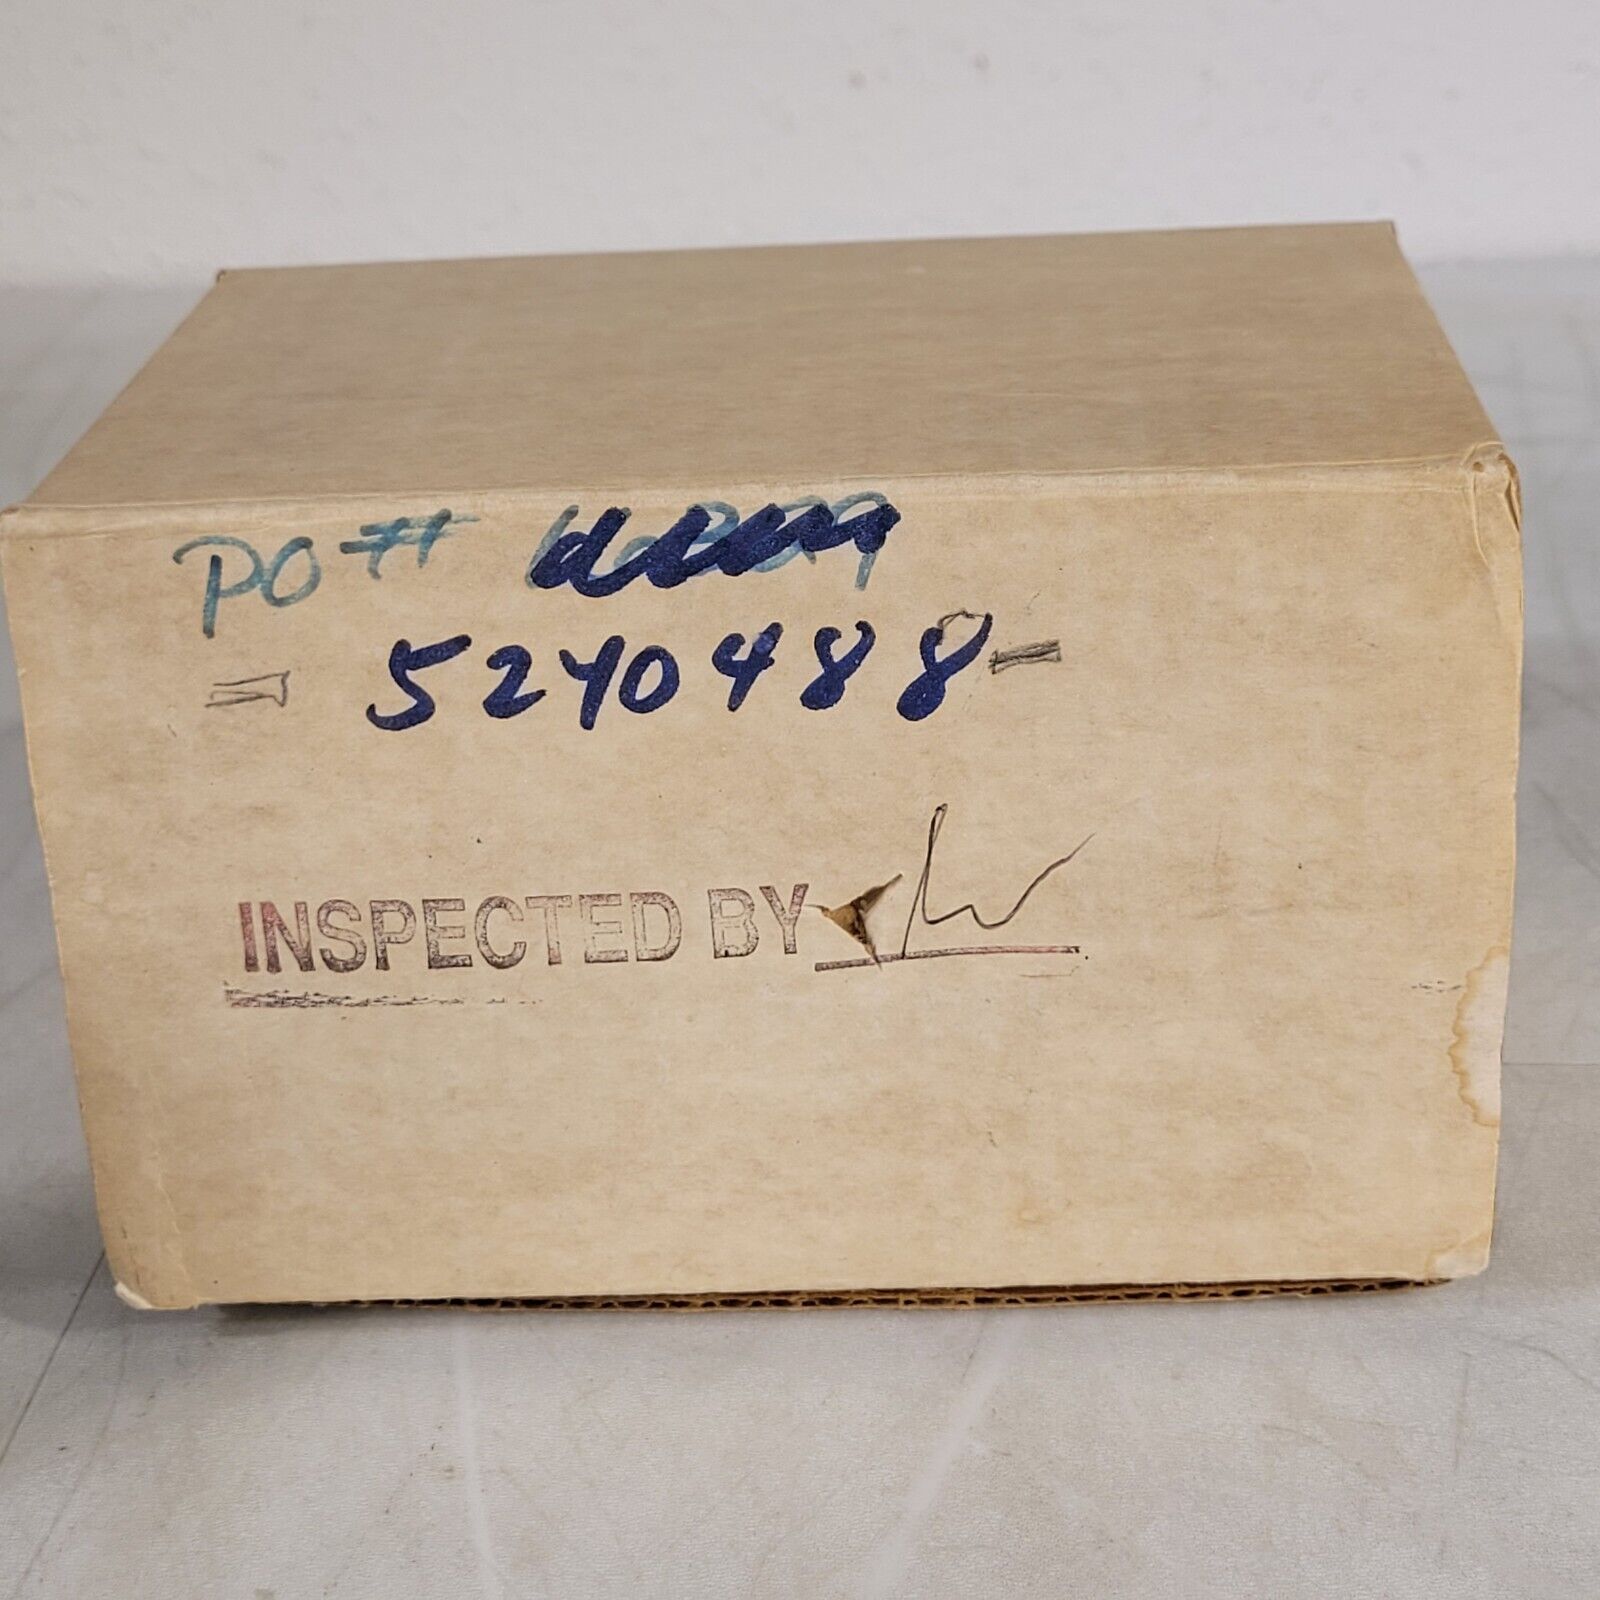 PO #
5240488
INSPECTED BY